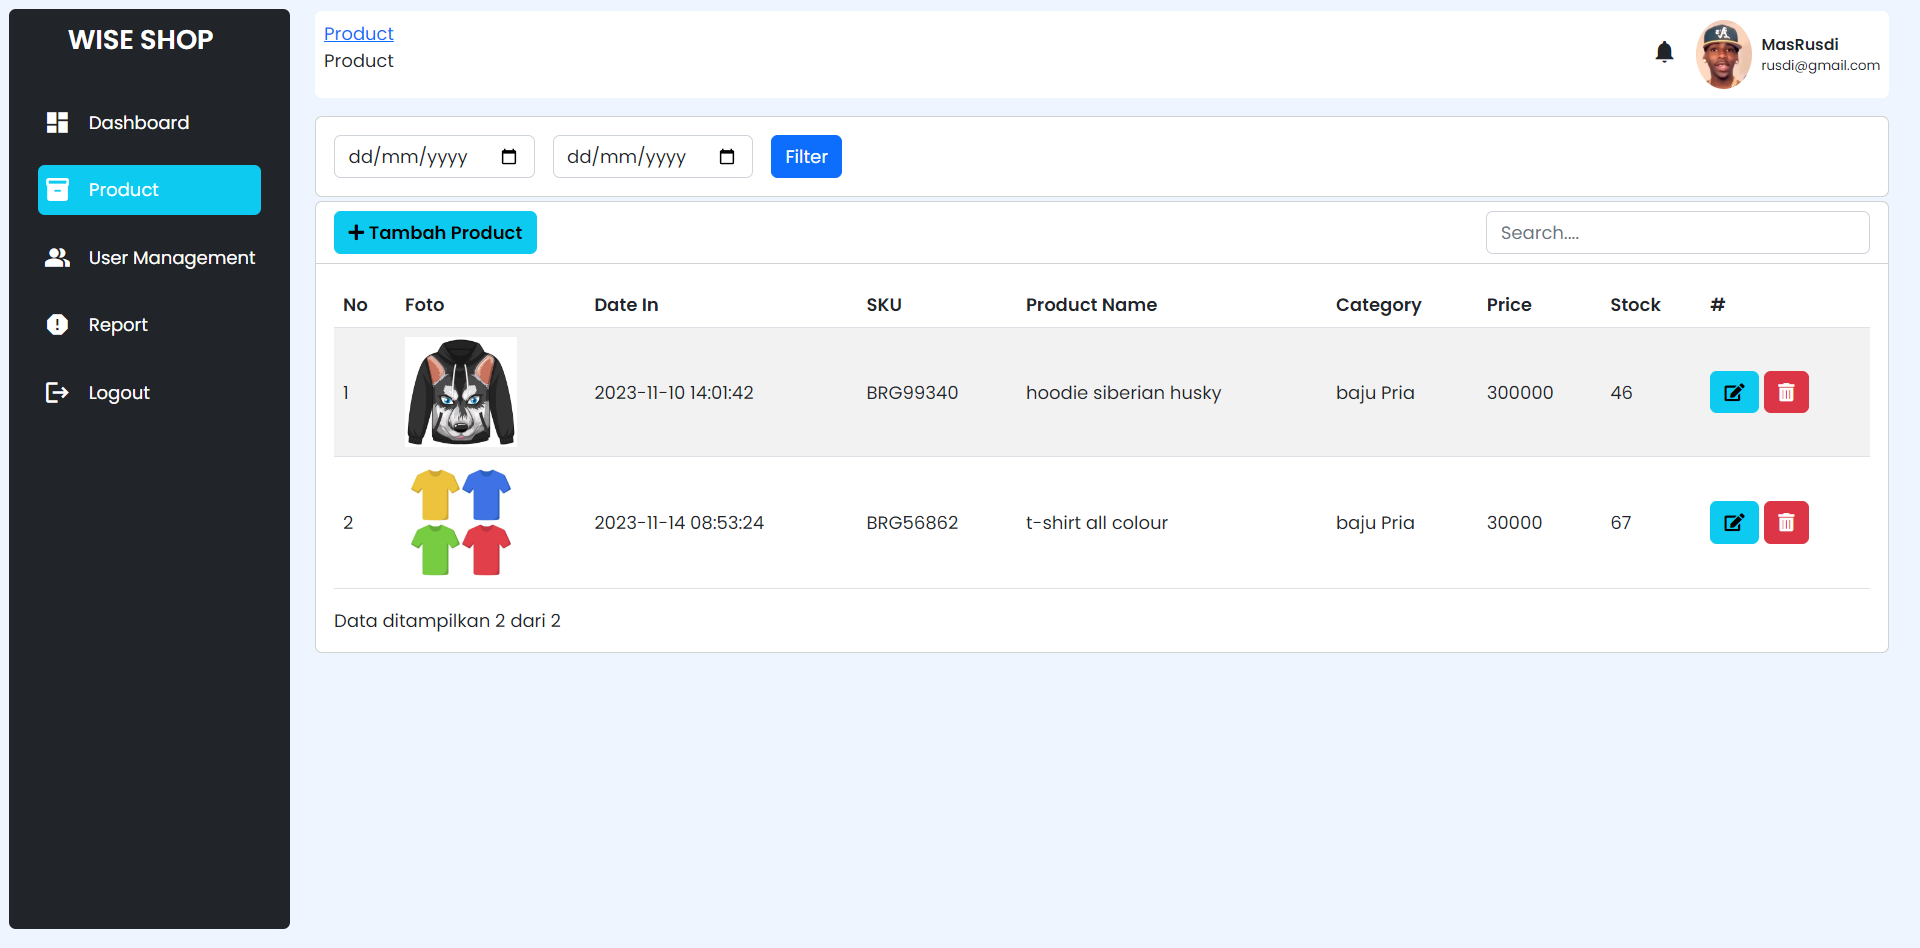 WISE SHOP
Dashboard
Product
User Management
Report
Logout
Product
Product
MasRusdi
rusdi@gmail.com
dd/mm/yyyy dd/mm/yyyy Filter
Tambah Product Search....
No Foto Date In SKU Product Name Category Price Stock #
1 2023-11-10 14:01:42 BRG99340 hoodie siberian husky baju Pria 300000 46
2 2023-11-14 08:53:24 BRG56862 t-shirt all colour baju Pria 30000 67
Data ditampilkan 2 dari 2